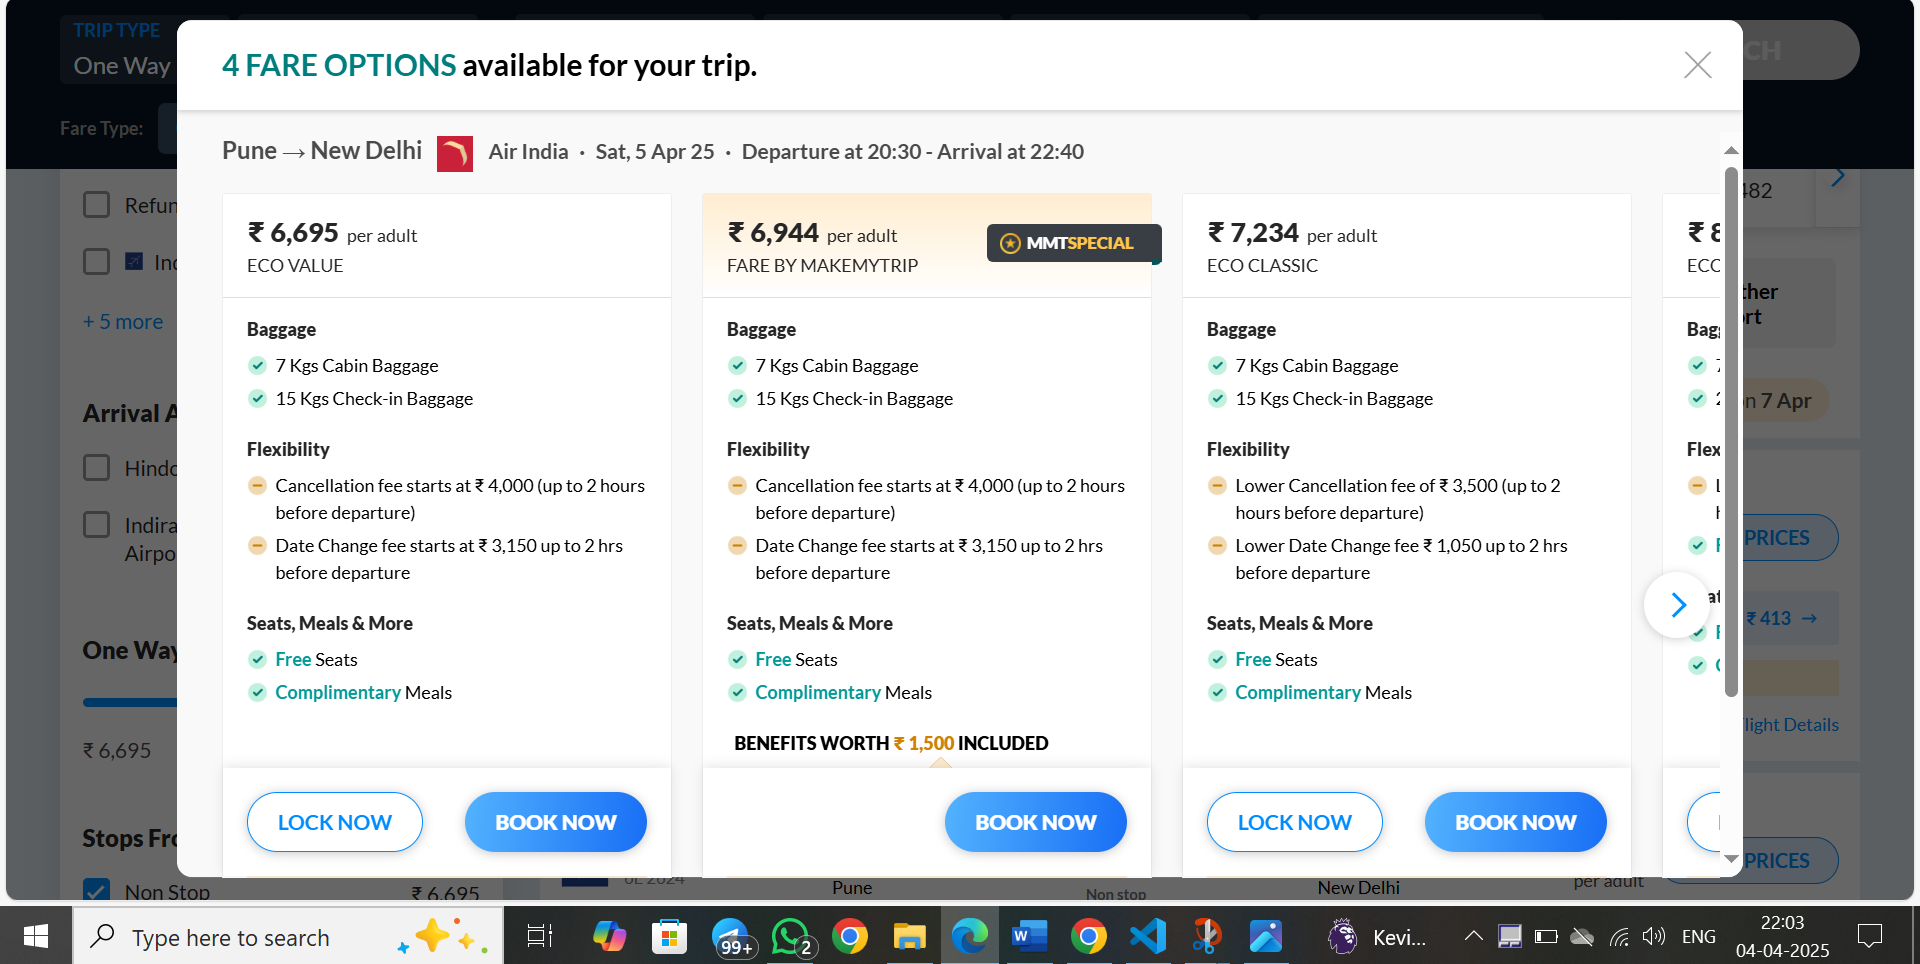 TRIP TYPE
One Way
CH
Fare Type:
4 FARE OPTIONS available for your trip.
Pune → New Delhi Air India · Sat, 5 Apr 25 · Departure at 20:30 - Arrival at 22:40
₹ 6,695 per adult
ECO VALUE
Baggage
7 Kgs Cabin Baggage
15 Kgs Check-in Baggage
Flexibility
Cancellation fee starts at ₹ 4,000 (up to 2 hours
before departure)
Date Change fee starts at ₹ 3,150 up to 2 hrs
before departure
Seats, Meals & More
Free Seats
Complimentary Meals
LOCK NOW
BOOK NOW
₹ 6,944 per adult
FARE BY MAKEMYTRIP
MMTSPECIAL
Baggage
7 Kgs Cabin Baggage
15 Kgs Check-in Baggage
Flexibility
Cancellation fee starts at ₹ 4,000 (up to 2 hours
before departure)
Date Change fee starts at ₹ 3,150 up to 2 hrs
before departure
Seats, Meals & More
Free Seats
Complimentary Meals
BENEFITS WORTH ₹ 1,500 INCLUDED
BOOK NOW
₹ 7,234 per adult
ECO CLASSIC
Baggage
7 Kgs Cabin Baggage
15 Kgs Check-in Baggage
Flexibility
Lower Cancellation fee of ₹ 3,500 (up to 2
hours before departure)
Lower Date Change fee ₹ 1,050 up to 2 hrs
before departure
Seats, Meals & More
Free Seats
Complimentary Meals
LOCK NOW
BOOK NOW
₹ 8
ECC
Bag
Flex
Refun
Inc
+ 5 more
Arrival A
Hindo
Indira
Airpo
One Way
₹ 6,695
Stops Fro
Non Stop ₹ 6,695
482
ther
rt
n 7 Apr
PRICES
₹ 413 →
light Details
PRICES
Pune
Non stop
New Delhi
per adult
Type here to search
99+
2
Kevi...
ENG
22:03
04-04-2025